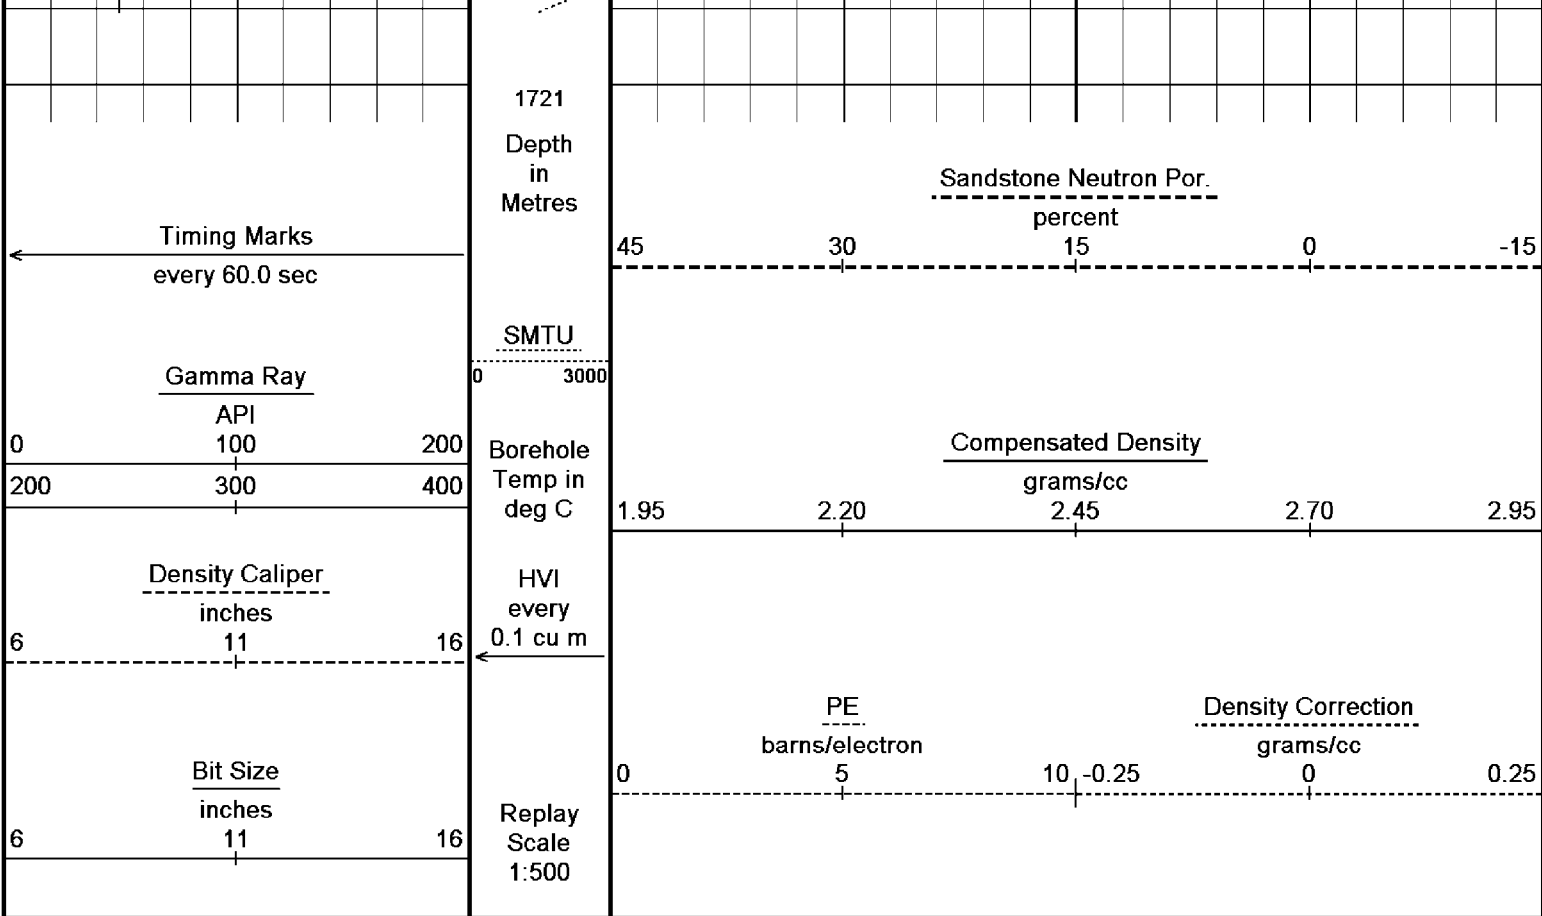 Timing Marks
every 60.0 sec
Gamma Ray
API
0 100 200
200 300 400
Density Caliper
inches
6 11 16
Bit Size
inches
6 11 16
1721
Depth
in
Metres
SMTU
0 3000
Borehole
Temp in
deg C
HVI
every
0.1 cu m
Replay
Scale
1:500
Sandstone Neutron Por.
percent
45 30 15 0 -15
Compensated Density
grams/cc
1.95 2.20 2.45 2.70 2.95
PE
barns/electron
0 5 10
Density Correction
grams/cc
-0.25 0 0.25